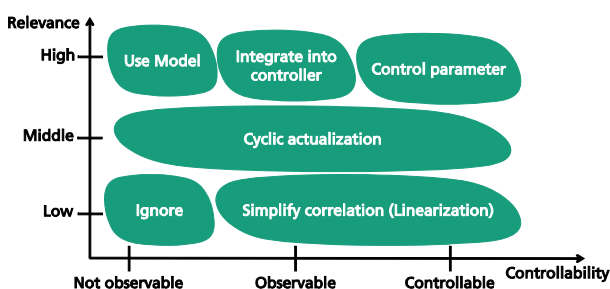 Relevance
High
Use Model
Integrate into
controller
Control parameter
Middle
Cyclic actualization
Low
Ignore
Simplify correlation (Linearization)
Not observable
Observable
Controllable
Controllability